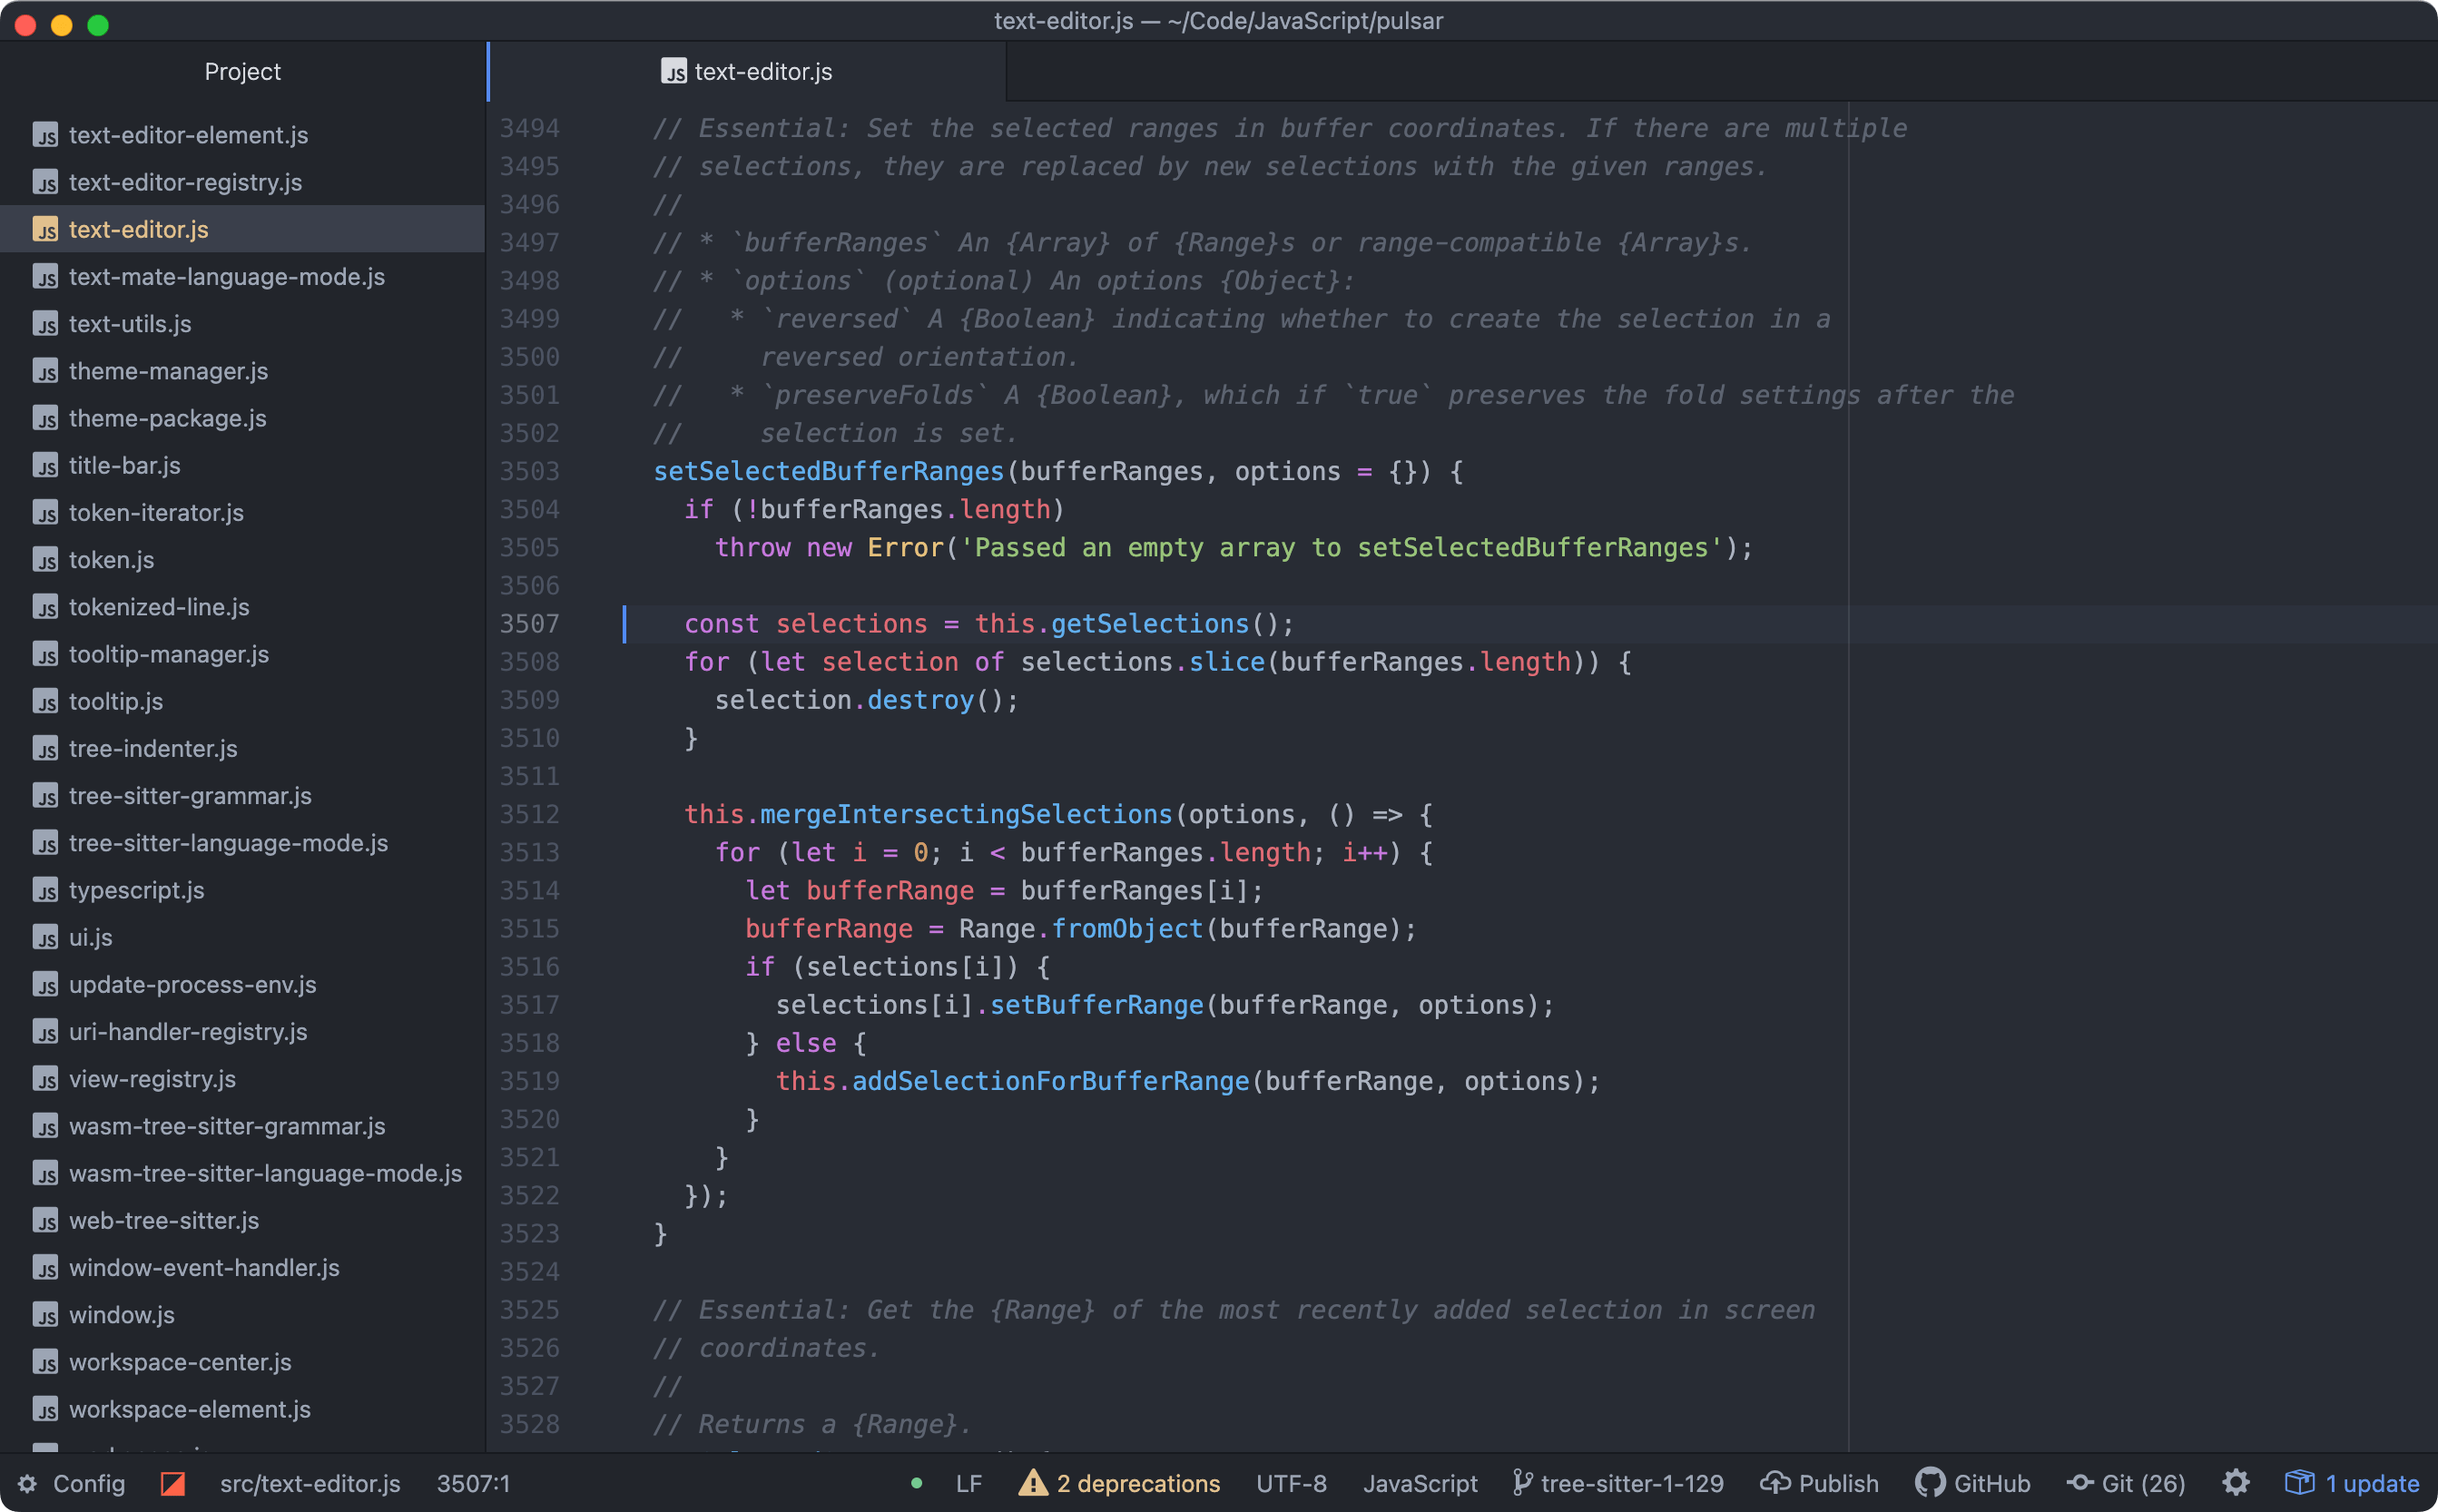 text-editor.js — ~/Code/JavaScript/pulsar
Project
text-editor-element.js
text-editor-registry.js
text-editor.js
text-mate-language-mode.js
text-utils.js
theme-manager.js
theme-package.js
title-bar.js
token-iterator.js
token.js
tokenized-line.js
tooltip-manager.js
tooltip.js
tree-indenter.js
tree-sitter-grammar.js
tree-sitter-language-mode.js
typescript.js
ui.js
update-process-env.js
uri-handler-registry.js
view-registry.js
wasm-tree-sitter-grammar.js
wasm-tree-sitter-language-mode.js
web-tree-sitter.js
window-event-handler.js
window.js
workspace-center.js
workspace-element.js
text-editor.js
3494 // Essential: Set the selected ranges in buffer coordinates. If there are multiple
3495 // selections, they are replaced by new selections with the given ranges.
3496 //
3497 // * `bufferRanges` An {Array} of {Range}s or range-compatible {Array}s.
3498 // * `options` (optional) An options {Object}:
3499 //   * `reversed` A {Boolean} indicating whether to create the selection in a
3500 //     reversed orientation.
3501 //   * `preserveFolds` A {Boolean}, which if `true` preserves the fold settings after the
3502 //     selection is set.
3503 setSelectedBufferRanges(bufferRanges, options = {}) {
3504   if (!bufferRanges.length)
3505     throw new Error('Passed an empty array to setSelectedBufferRanges');
3506
3507   const selections = this.getSelections();
3508   for (let selection of selections.slice(bufferRanges.length)) {
3509     selection.destroy();
3510   }
3511
3512   this.mergeIntersectingSelections(options, () => {
3513     for (let i = 0; i < bufferRanges.length; i++) {
3514       let bufferRange = bufferRanges[i];
3515       bufferRange = Range.fromObject(bufferRange);
3516       if (selections[i]) {
3517         selections[i].setBufferRange(bufferRange, options);
3518       } else {
3519         this.addSelectionForBufferRange(bufferRange, options);
3520       }
3521     }
3522   });
3523 }
3524
3525 // Essential: Get the {Range} of the most recently added selection in screen
3526 // coordinates.
3527 //
3528 // Returns a {Range}.
Config src/text-editor.js 3507:1 LF 2 deprecations UTF-8 JavaScript tree-sitter-1-129 Publish GitHub Git (26) 1 update